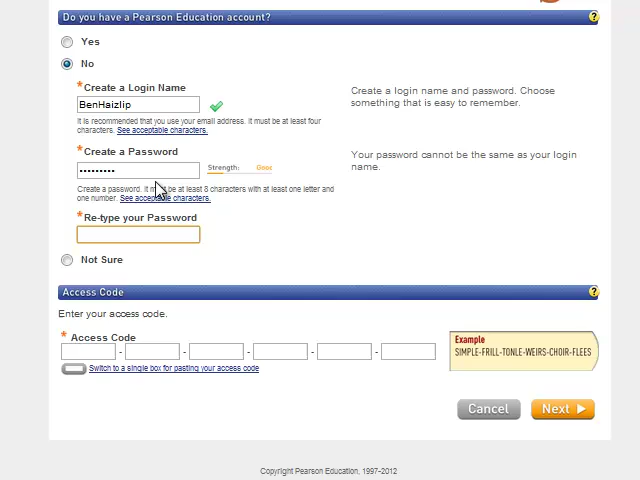 Do you have a Pearson Education account? ?
Yes
No
*Create a Login Name
BenHaizlip
Create a login name and password. Choose
something that is easy to remember.
It is recommended that you use your email address. It must be at least four
characters. See acceptable characters.
*Create a Password
•••••••••
Strength: Good
Your password cannot be the same as your login
name.
Create a password. It must be at least 8 characters with at least one letter and
one number. See acceptable characters.
*Re-type your Password
Not Sure
Access Code ?
Enter your access code.
* Access Code
- - - - -
Example
SIMPLE-FRILL-TONLE-WEIRS-CHOIR-FLEES
Switch to a single box for pasting your access code
Cancel Next
Copyright Pearson Education, 1997-2012